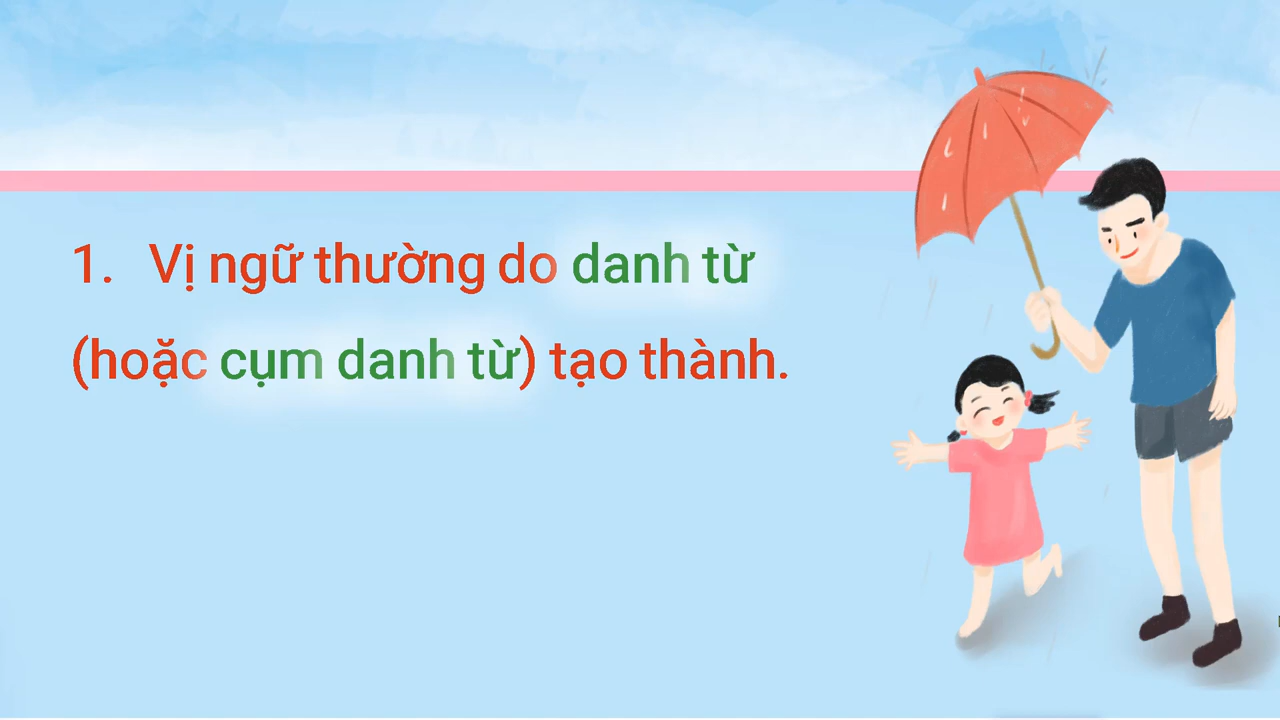 1. Vị ngữ thường do danh từ
(hoặc cụm danh từ) tạo thành.